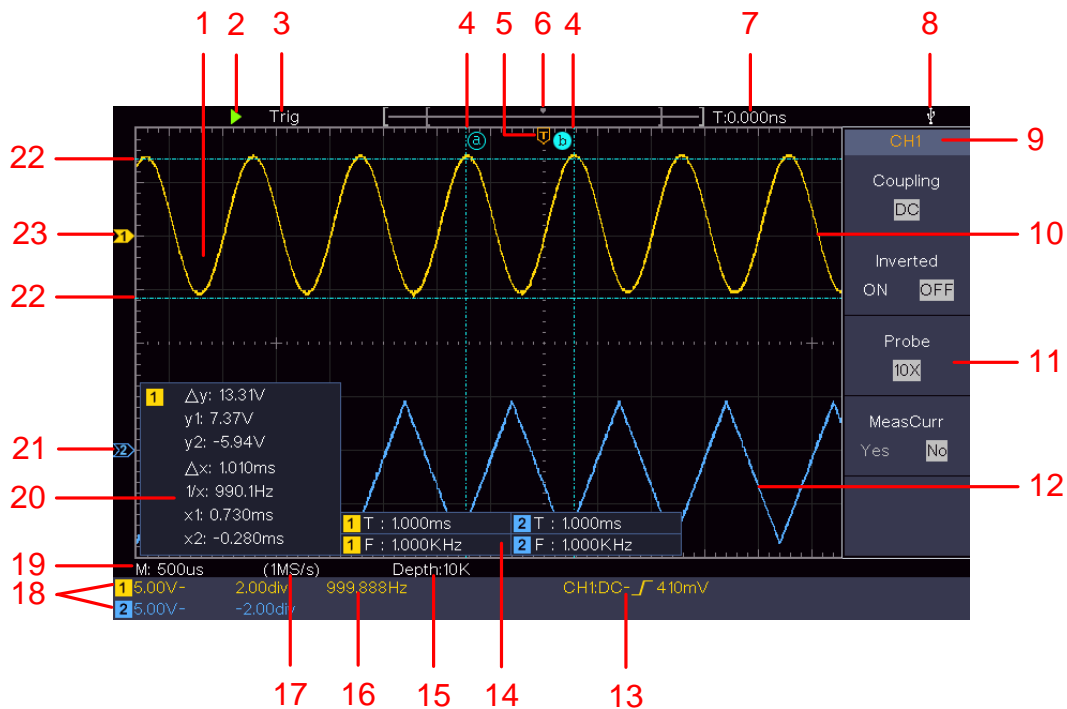 1 2 3 4 5 6 4 7 8
Trig T:0.000ns
a T b
22
23
22
21
20
19
18
1
2
CH1
Coupling
DC
Inverted
ON OFF
Probe
10X
MeasCurr
Yes No
9
10
11
12
1 △y: 13.31V
y1: 7.37V
y2: -5.94V
△x: 1.010ms
1/x: 990.1Hz
x1: 0.730ms
x2: -0.280ms
1 T : 1.000ms 2 T : 1.000ms
1 F : 1.000KHz 2 F : 1.000KHz
M: 500us (1MS/s) Depth:10K
1 5.00V- 2.00div 999.888Hz CH1:DC- 410mV
2 5.00V- -2.00div
17 16 15 14 13